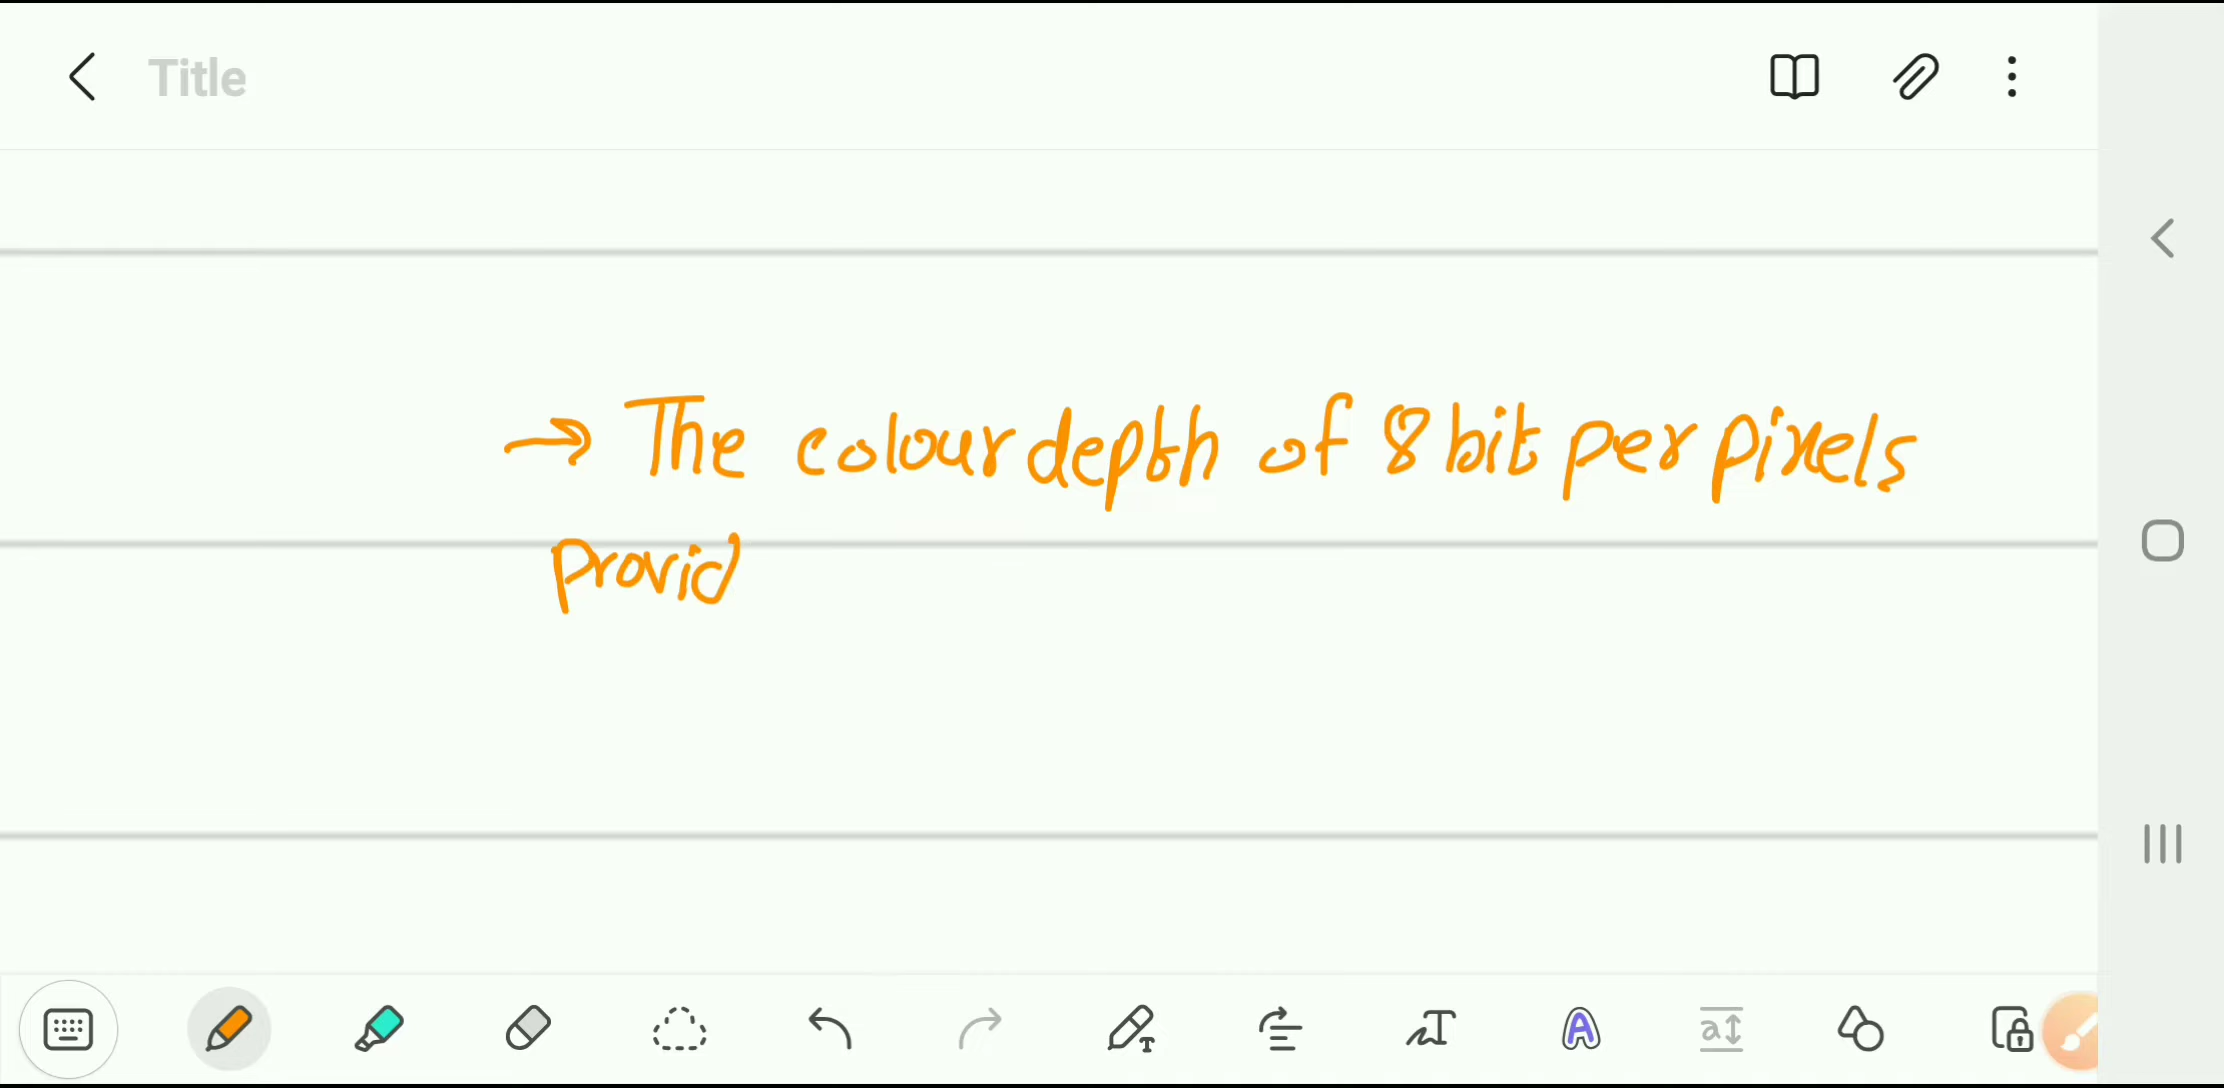 Title
→ The colour depth of 8 bit per pixels
provid